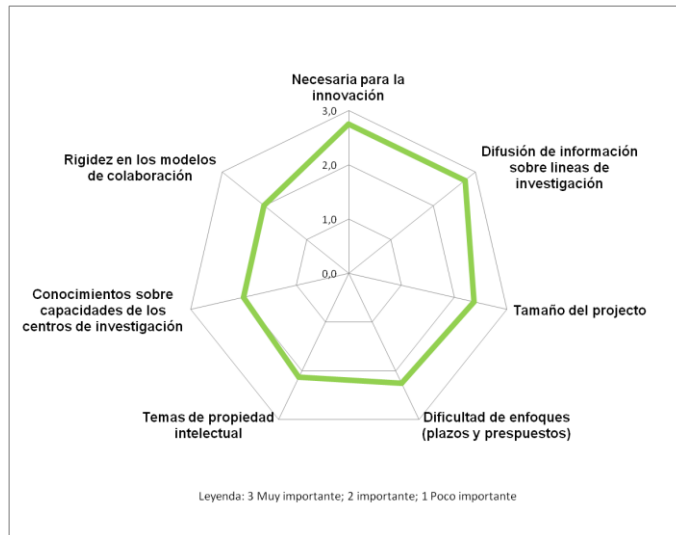 Necesaria para la
innovación
3,0
Rigidez en los modelos
de colaboración
Difusión de información
sobre lineas de
investigación
2,0
1,0
0,0
Conocimientos sobre
capacidades de los
centros de investigación
Tamaño del projecto
Temas de propiedad
intelectual
Dificultad de enfoques
(plazos y prespuestos)
Leyenda: 3 Muy importante; 2 importante; 1 Poco importante